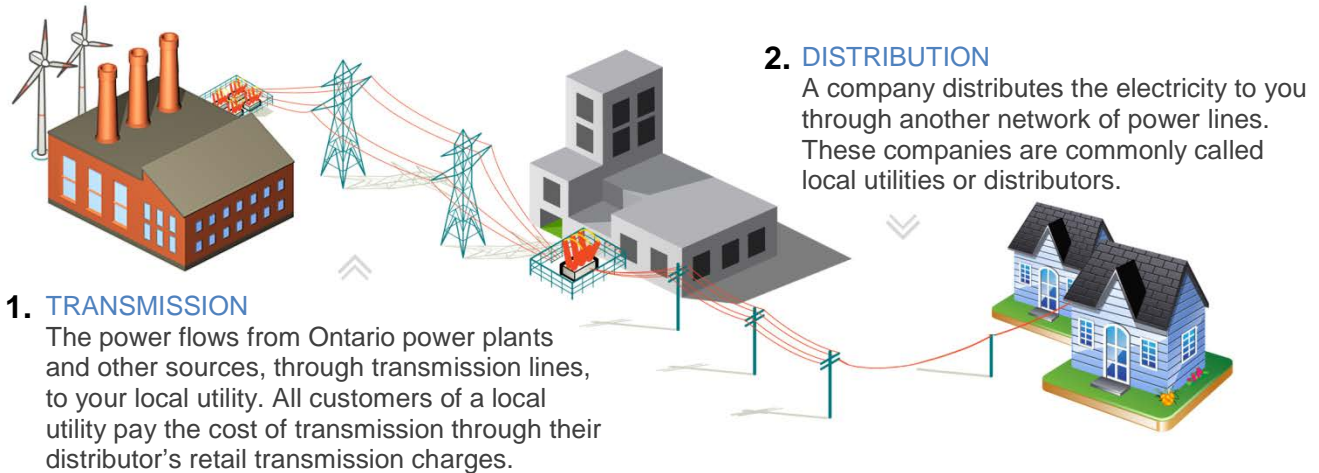 2. DISTRIBUTION
A company distributes the electricity to you
through another network of power lines.
These companies are commonly called
local utilities or distributors.
1. TRANSMISSION
The power flows from Ontario power plants
and other sources, through transmission lines,
to your local utility. All customers of a local
utility pay the cost of transmission through their
distributor’s retail transmission charges.